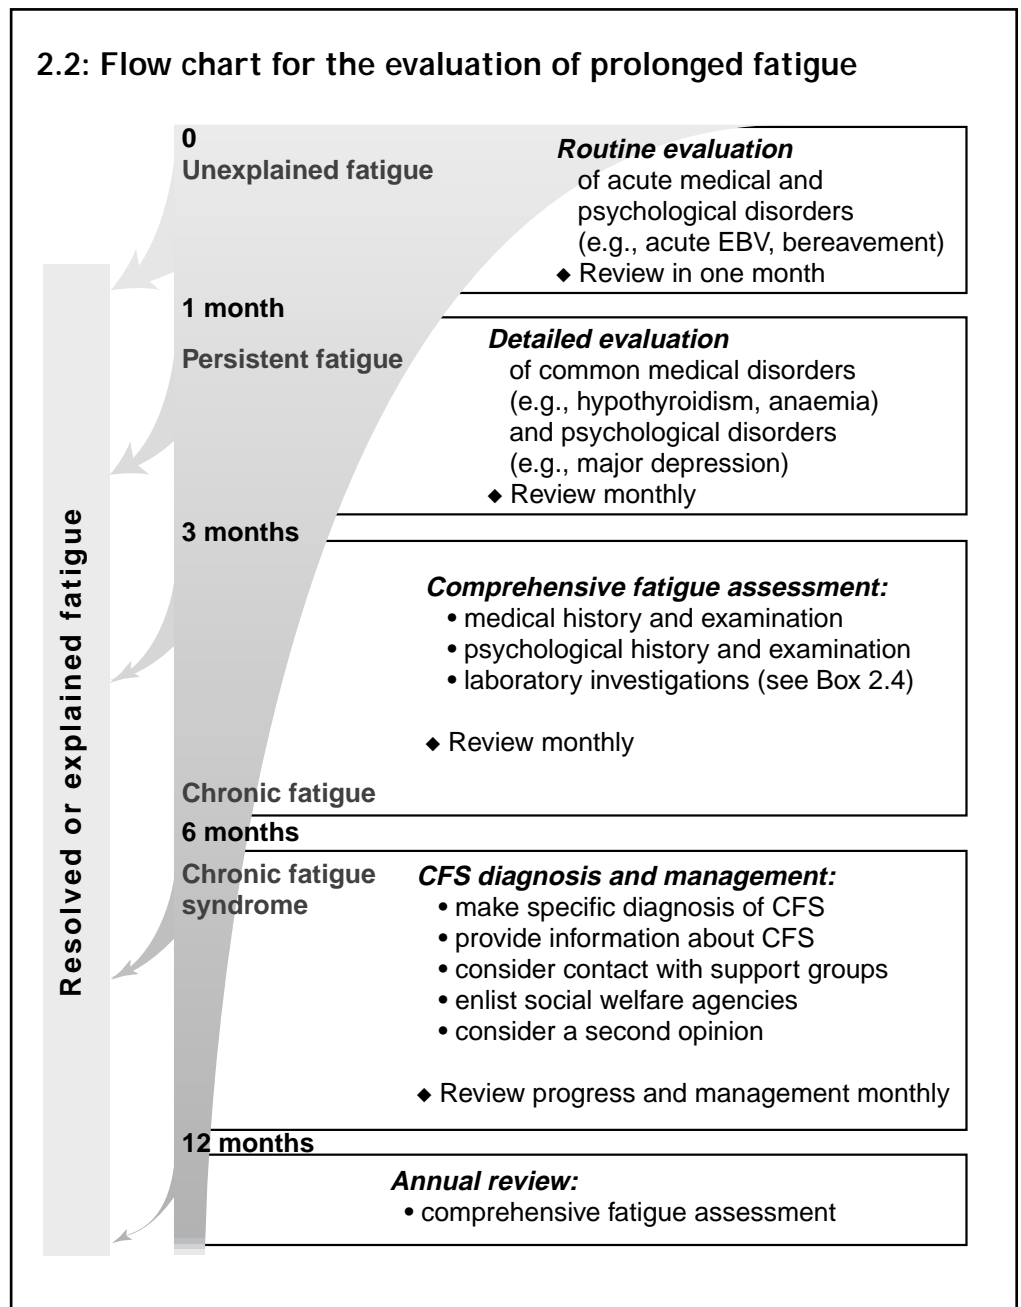 2.2: Flow chart for the evaluation of prolonged fatigue
0
Unexplained fatigue
Routine evaluation
of acute medical and
psychological disorders
(e.g., acute EBV, bereavement)
◆ Review in one month
1 month
Persistent fatigue
Detailed evaluation
of common medical disorders
(e.g., hypothyroidism, anaemia)
and psychological disorders
(e.g., major depression)
◆ Review monthly
3 months
Comprehensive fatigue assessment:
• medical history and examination
• psychological history and examination
• laboratory investigations (see Box 2.4)
◆ Review monthly
Chronic fatigue
6 months
Chronic fatigue
syndrome
CFS diagnosis and management:
• make specific diagnosis of CFS
• provide information about CFS
• consider contact with support groups
• enlist social welfare agencies
• consider a second opinion
◆ Review progress and management monthly
12 months
Annual review:
• comprehensive fatigue assessment
Resolved or explained fatigue